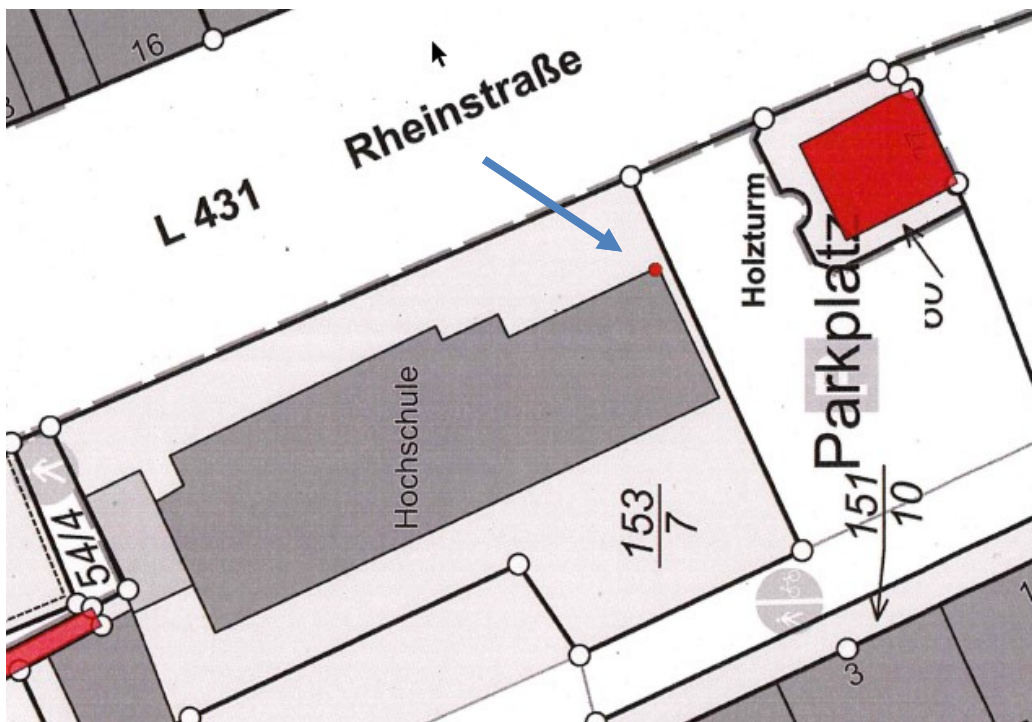 16
Rheinstraße
L 431
Holzturm
Parkplatz
Hochschule
54/4
153
7
151
10
3